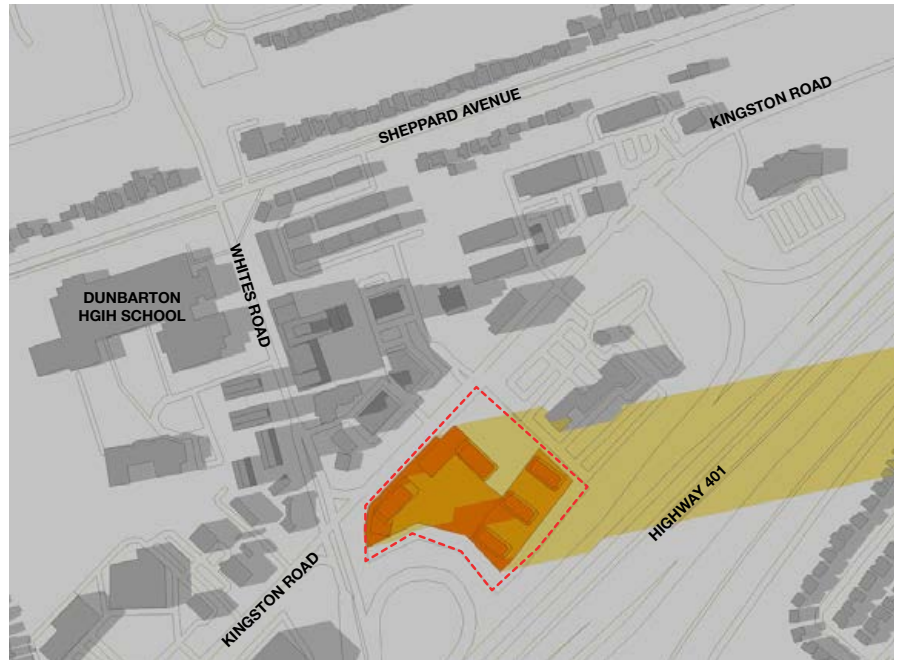 SHEPPARD AVENUE
KINGSTON ROAD
WHITES ROAD
DUNBARTON
HGIH SCHOOL
HIGHWAY 401
KINGSTON ROAD